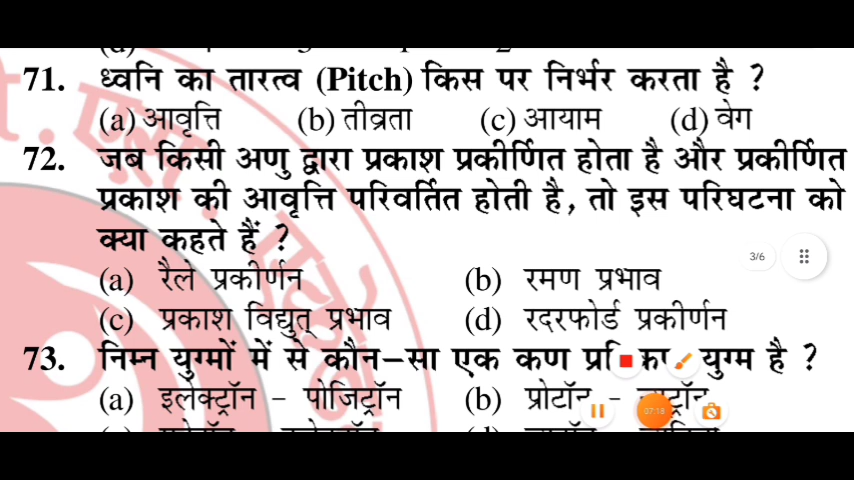 71. ध्वनि का तारत्व (Pitch) किस पर निर्भर करता है ?
(a) आवृत्ति (b) तीव्रता (c) आयाम (d) वेग
72. जब किसी अणु द्वारा प्रकाश प्रकीर्णित होता है और प्रकीर्णित
प्रकाश की आवृत्ति परिवर्तित होती है, तो इस परिघटना को
क्या कहते हैं ?
3/6
(a) रैले प्रकीर्णन (b) रमण प्रभाव
(c) प्रकाश विद्युत् प्रभाव (d) रदरफोर्ड प्रकीर्णन
73. निम्न युग्मों में से कौन-सा एक कण युग्म है ?
(a) इलेक्ट्रॉन - पोजिट्रॉन (b) प्रोटॉन -
07:18